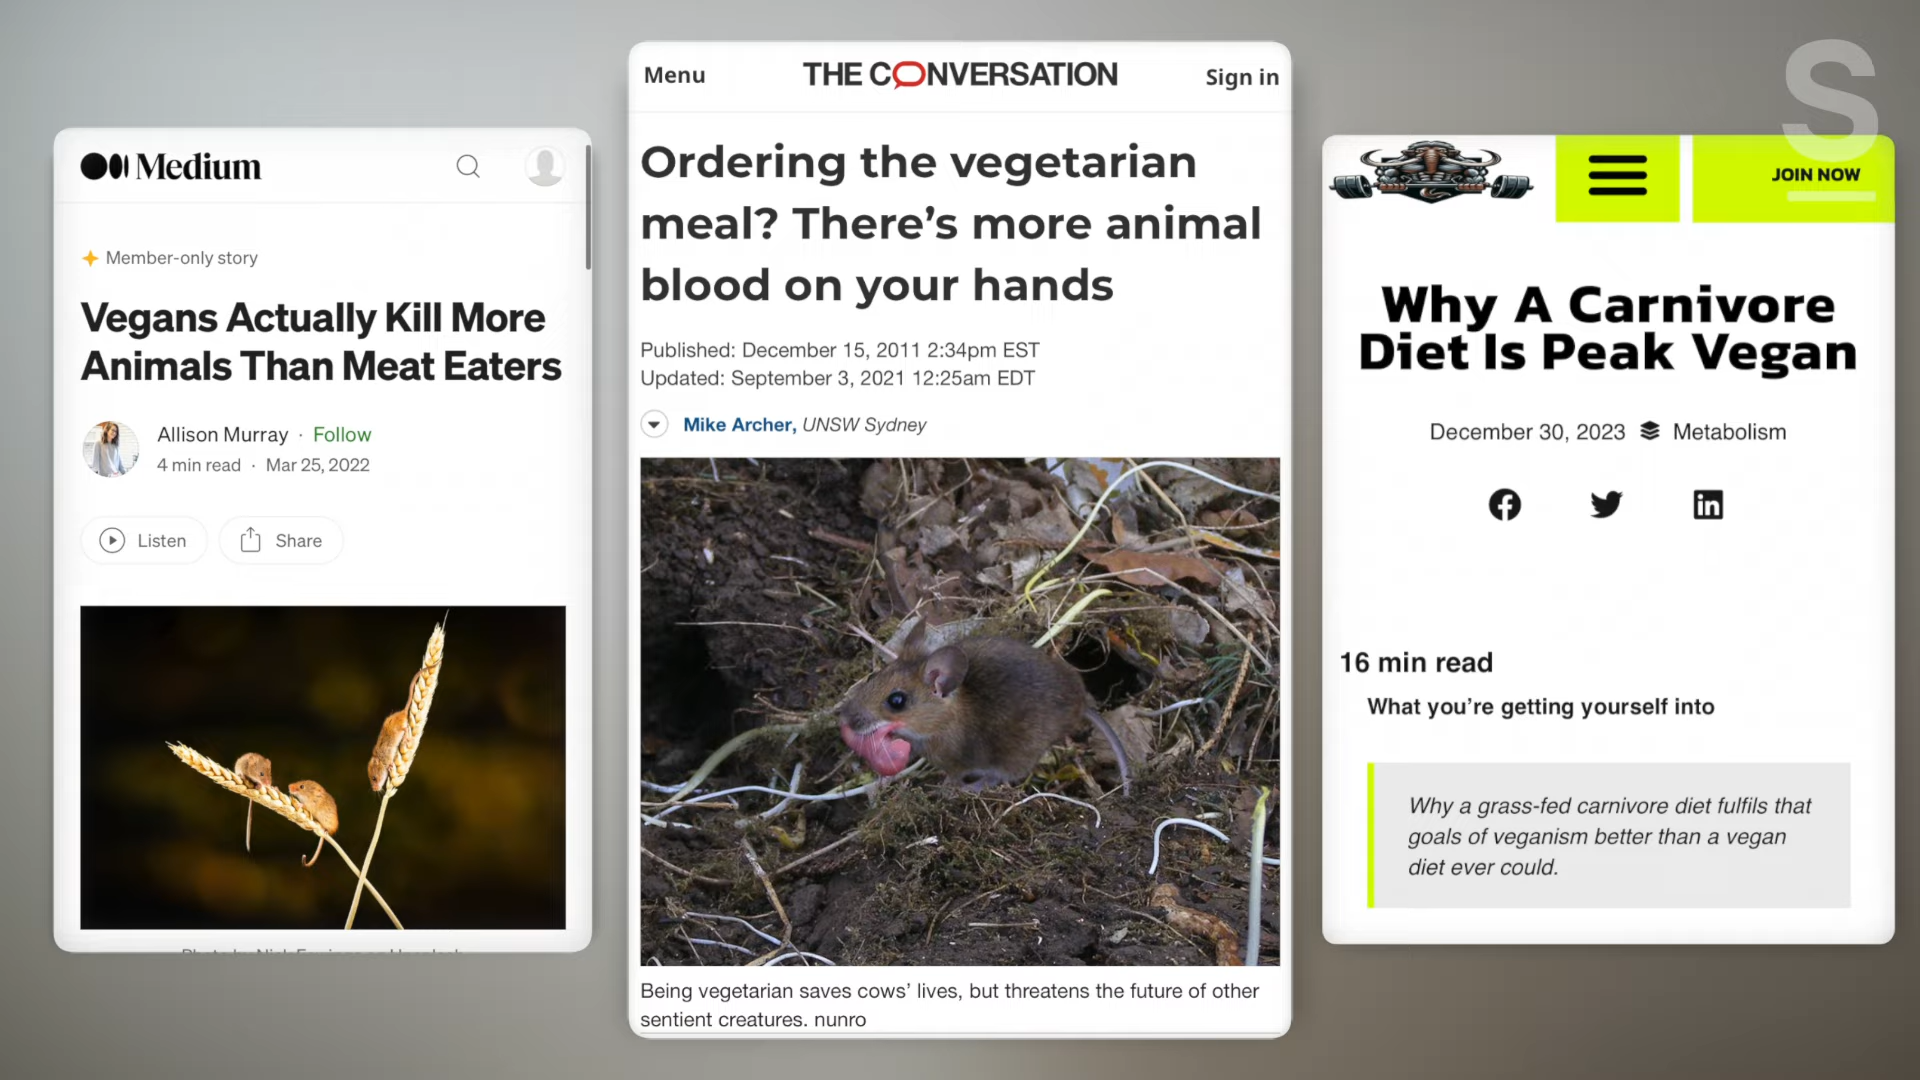 Medium
Member-only story
Vegans Actually Kill More
Animals Than Meat Eaters
Allison Murray · Follow
4 min read · Mar 25, 2022
Listen
Share
Menu
THE CONVERSATION
Sign in
Ordering the vegetarian
meal? There's more animal
blood on your hands
Published: December 15, 2011 2:34pm EST
Updated: September 3, 2021 12:25am EDT
Mike Archer, UNSW Sydney
Being vegetarian saves cows' lives, but threatens the future of other
sentient creatures. nunro
S
JOIN NOW
Why A Carnivore
Diet Is Peak Vegan
December 30, 2023 Metabolism
16 min read
What you're getting yourself into
Why a grass-fed carnivore diet fulfils that
goals of veganism better than a vegan
diet ever could.